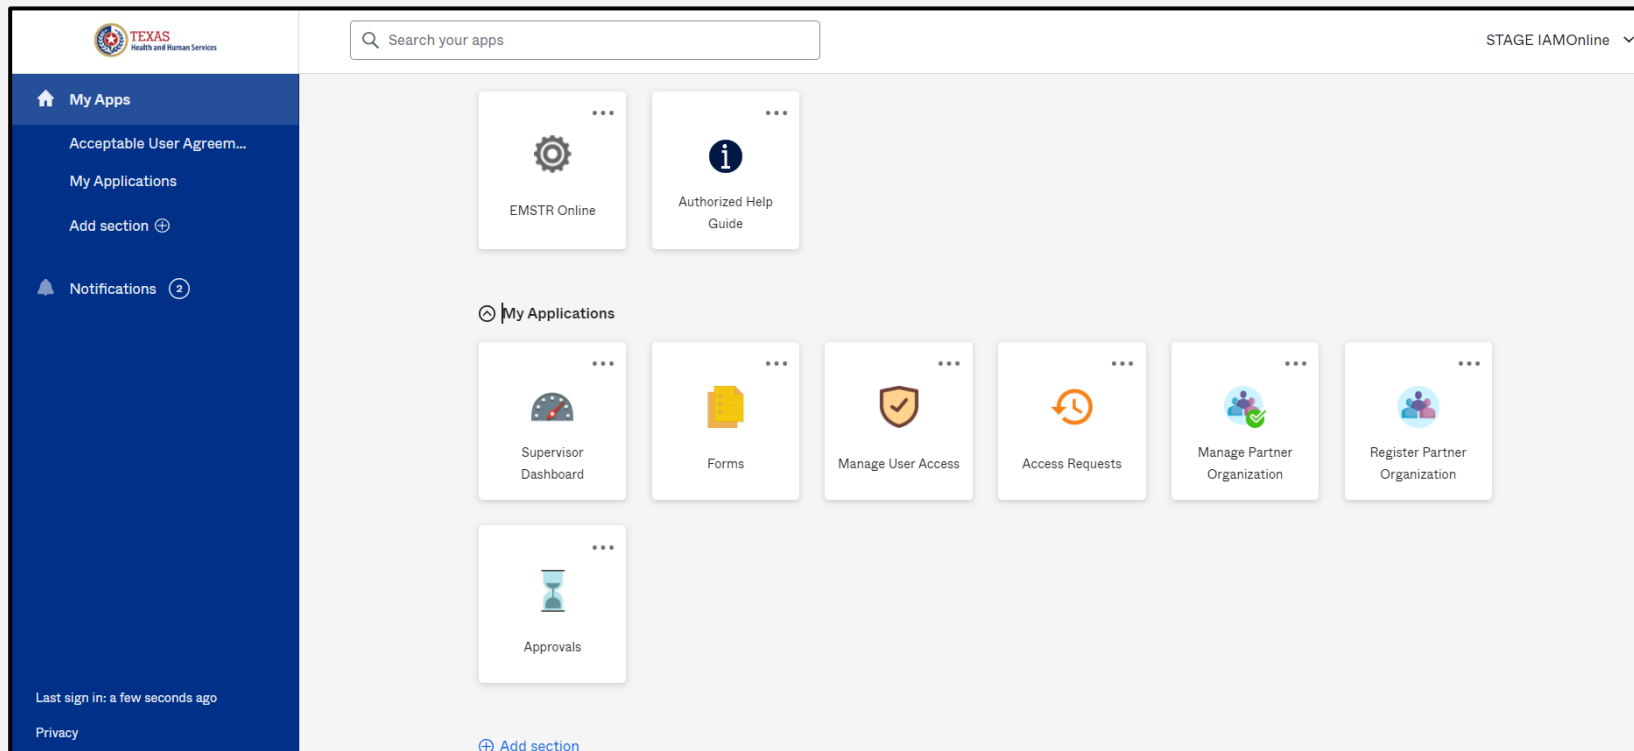 TEXAS
Health and Human Services
Search your apps
STAGE IAMOnline
My Apps
Acceptable User Agreem...
My Applications
Add section
Notifications 2
Last sign in: a few seconds ago
Privacy
EMSTR Online
Authorized Help
Guide
My Applications
Supervisor
Dashboard
Forms
Manage User Access
Access Requests
Manage Partner
Organization
Register Partner
Organization
Approvals
Add section